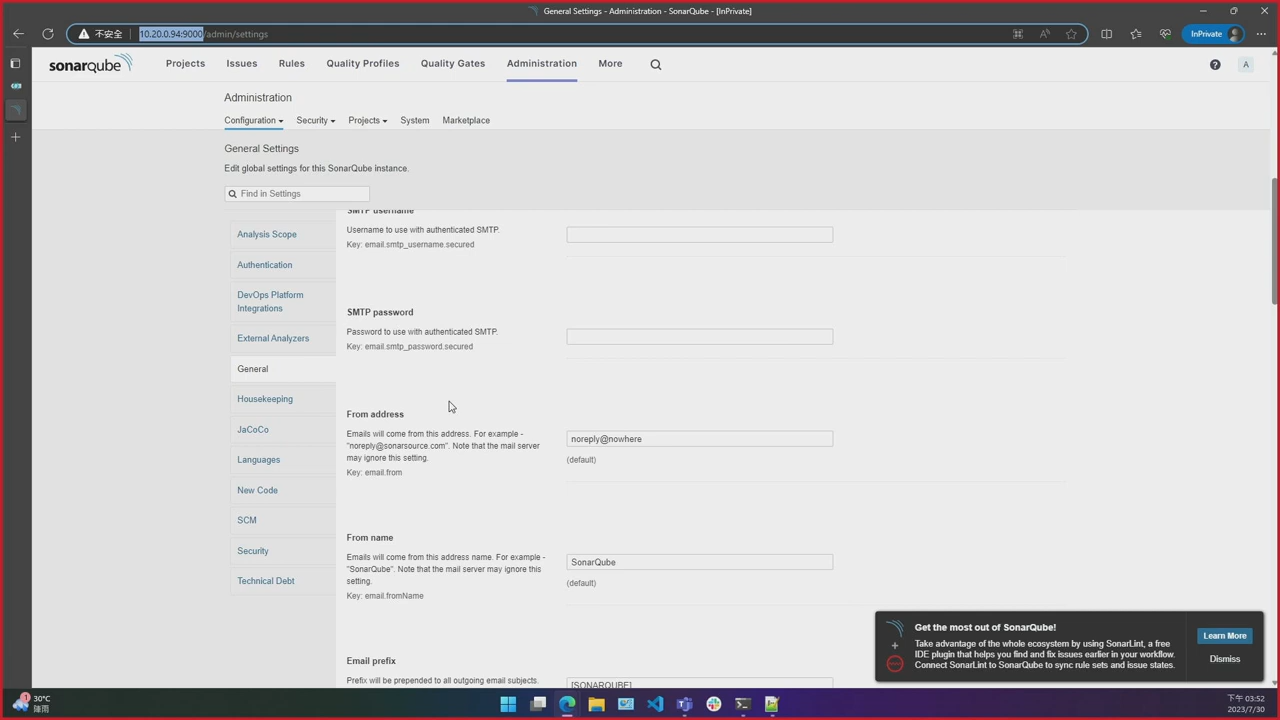 General Settings - Administration - SonarQube - [InPrivate]
不安全
10.20.0.94:9000/admin/settings
InPrivate
sonarqube
Projects
Issues
Rules
Quality Profiles
Quality Gates
Administration
More
A
Administration
Configuration
Security
Projects
System
Marketplace
General Settings
Edit global settings for this SonarQube instance.
Find in Settings
Analysis Scope
Authentication
DevOps Platform
Integrations
External Analyzers
General
Housekeeping
JaCoCo
Languages
New Code
SCM
Security
Technical Debt
SMTP username
Username to use with authenticated SMTP.
Key: email.smtp_username.secured
SMTP password
Password to use with authenticated SMTP.
Key: email.smtp_password.secured
From address
Emails will come from this address. For example -
"noreply@sonarsource.com". Note that the mail server
may ignore this setting.
Key: email.from
noreply@nowhere
(default)
From name
Emails will come from this address name. For example -
"SonarQube". Note that the mail server may ignore this
setting.
Key: email.fromName
SonarQube
(default)
Email prefix
Prefix will be prepended to all outgoing email subjects.
[SONARQUBE]
Get the most out of SonarQube!
Take advantage of the whole ecosystem by using SonarLint, a free
IDE plugin that helps you find and fix issues earlier in your workflow.
Connect SonarLint to SonarQube to sync rule sets and issue states.
Learn More
Dismiss
1
30°C
陣雨
下午 03:52
2023/7/30